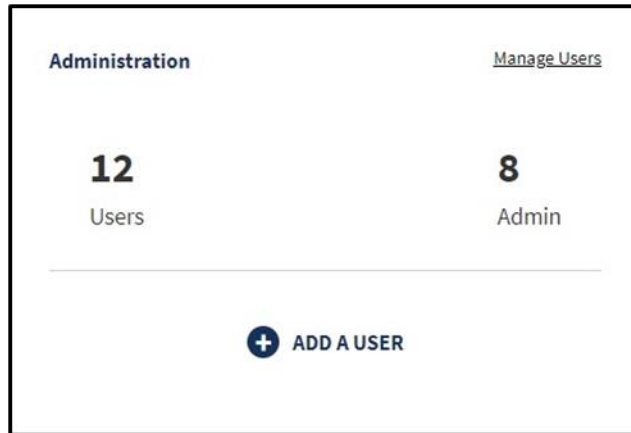 Administration
Manage Users
12
Users
8
Admin
ADD A USER